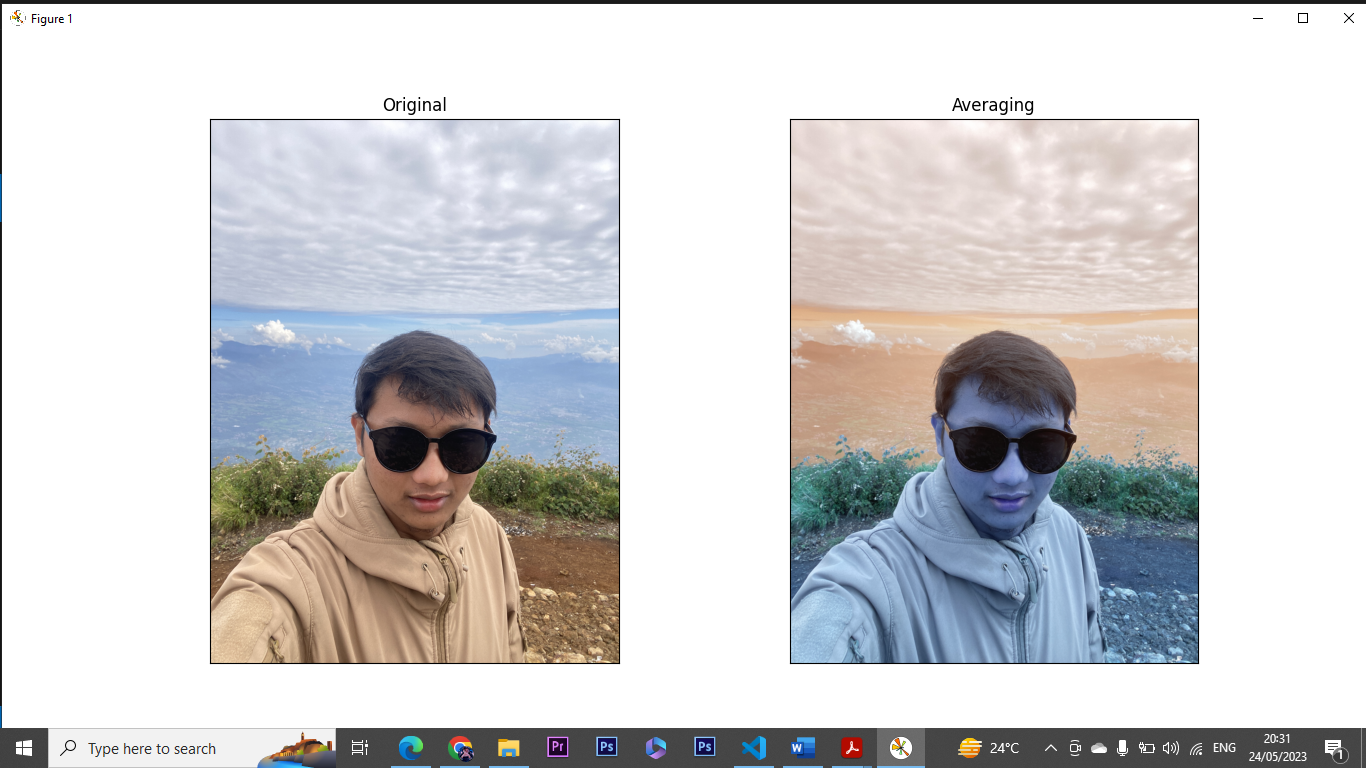 Figure 1
Original
Averaging
Type here to search
Pr
Ps
Ps
24°C
ENG
20:31
24/05/2023
1